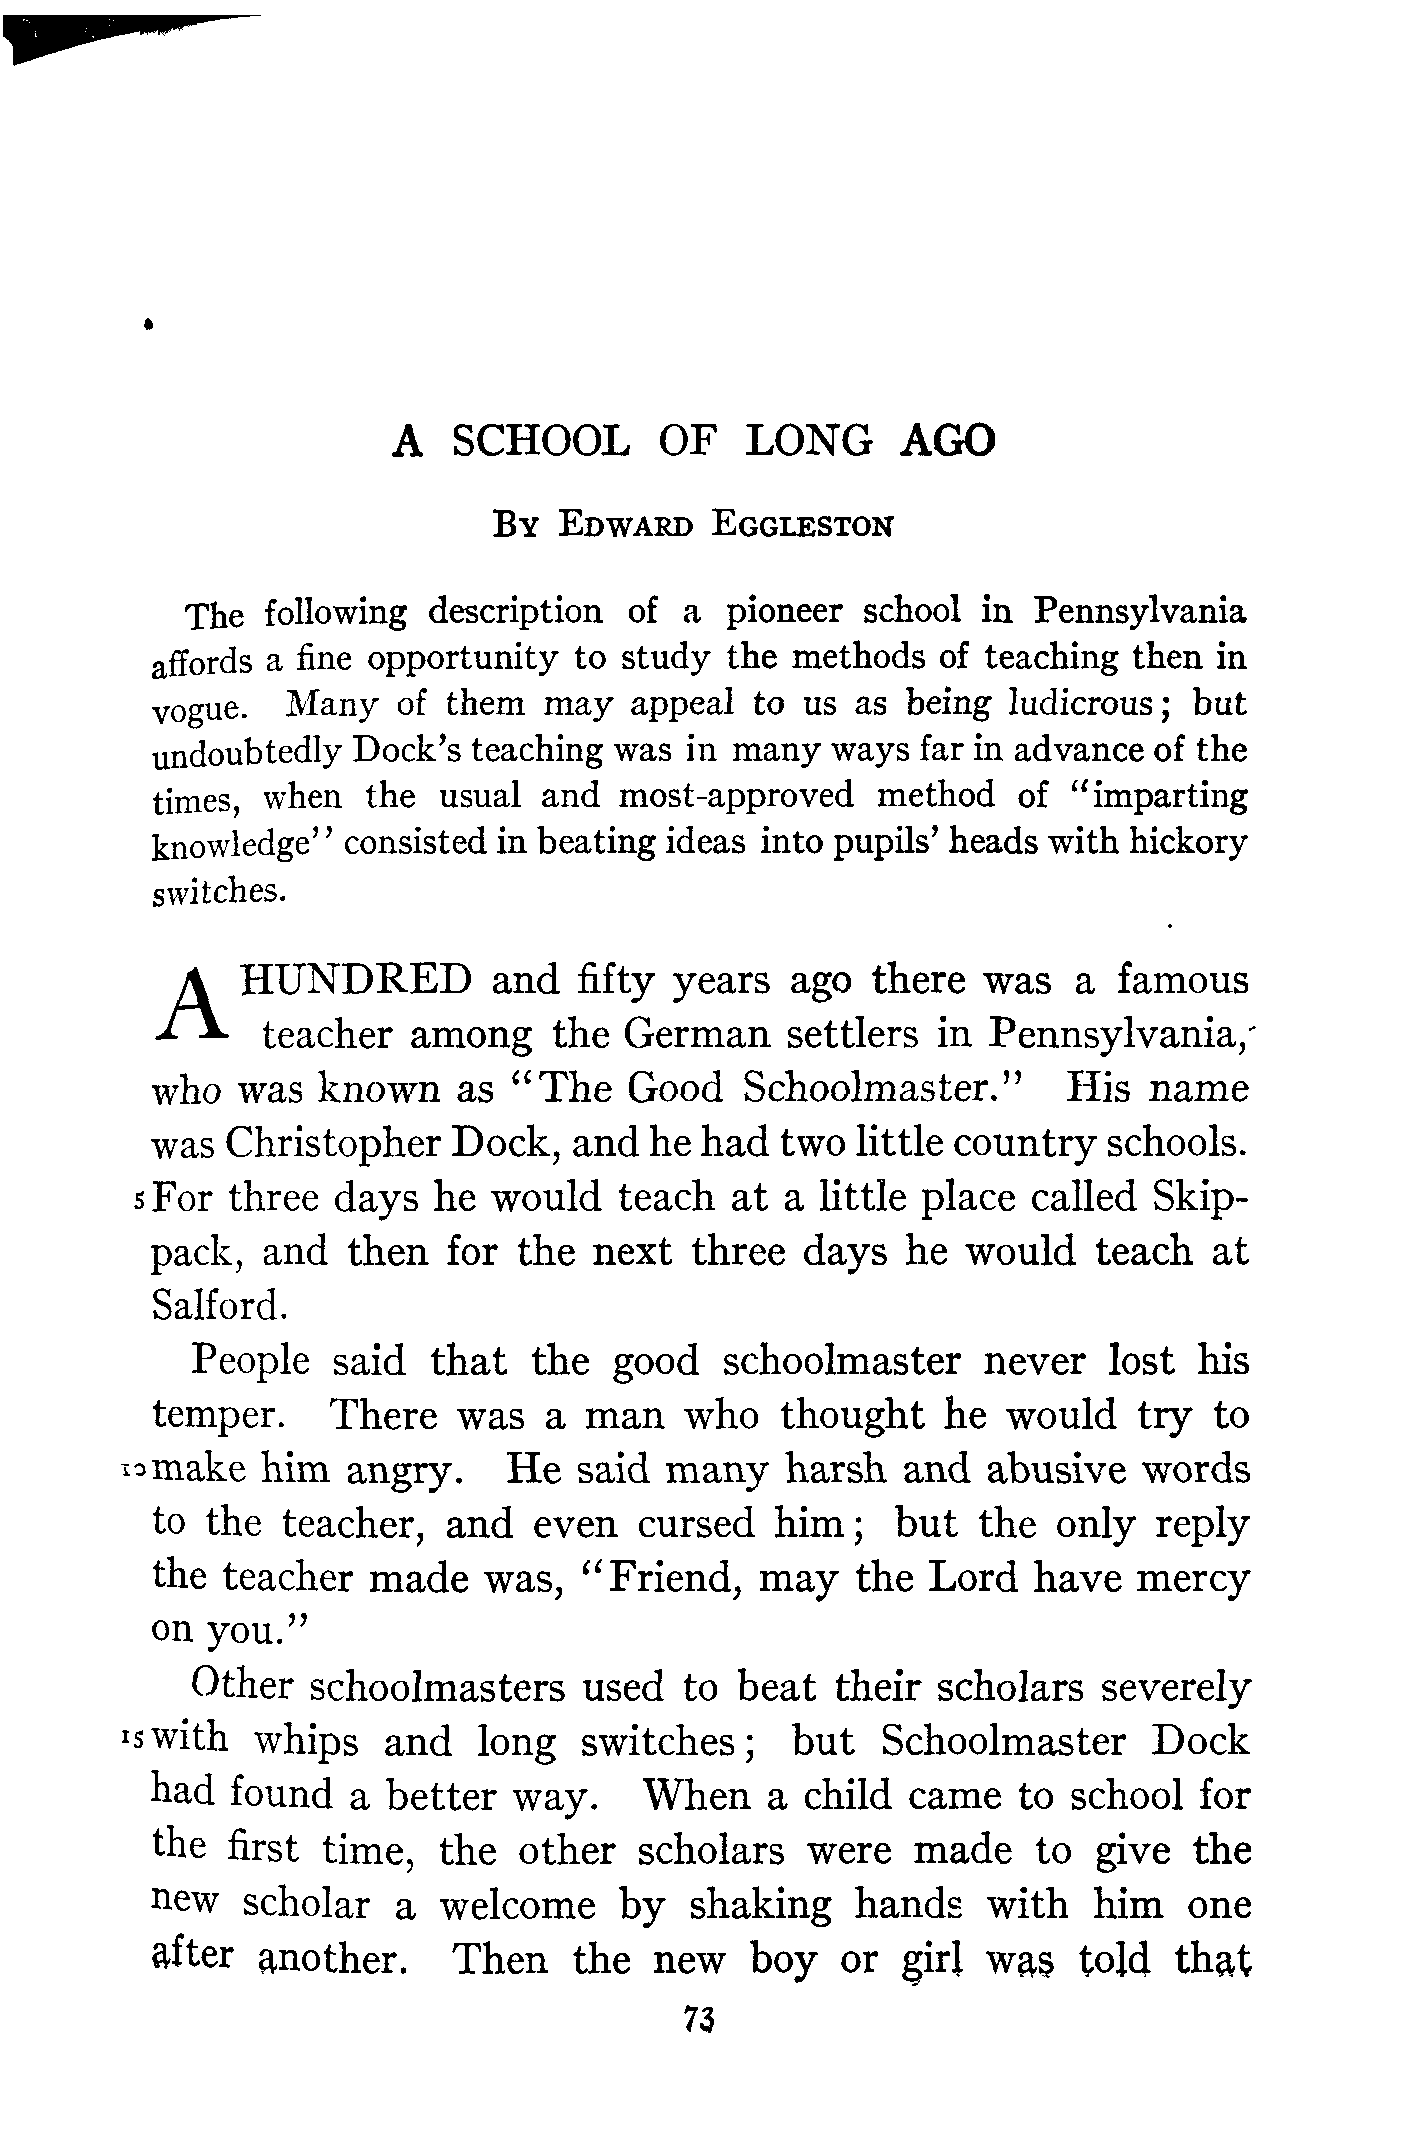 A SCHOOL OF LONG AGO
By Edward Eggleston
The following description of a pioneer school in Pennsylvania
affords a fine opportunity to study the methods of teaching then in
vogue. Many of them may appeal to us as being ludicrous; but
undoubtedly Dock's teaching was in many ways far in advance of the
times, when the usual and most-approved method of "imparting
knowledge" consisted in beating ideas into pupils' heads with hickory
switches.
A HUNDRED and fifty years ago there was a famous
teacher among the German settlers in Pennsylvania,
who was known as "The Good Schoolmaster." His name
was Christopher Dock, and he had two little country schools.
5 For three days he would teach at a little place called Skip-
pack, and then for the next three days he would teach at
Salford.
People said that the good schoolmaster never lost his
temper. There was a man who thought he would try to
10 make him angry. He said many harsh and abusive words
to the teacher, and even cursed him; but the only reply
the teacher made was, "Friend, may the Lord have mercy
on you."
Other schoolmasters used to beat their scholars severely
15 with whips and long switches; but Schoolmaster Dock
had found a better way. When a child came to school for
the first time, the other scholars were made to give the
new scholar a welcome by shaking hands with him one
after another. Then the new boy or girl was told that
73